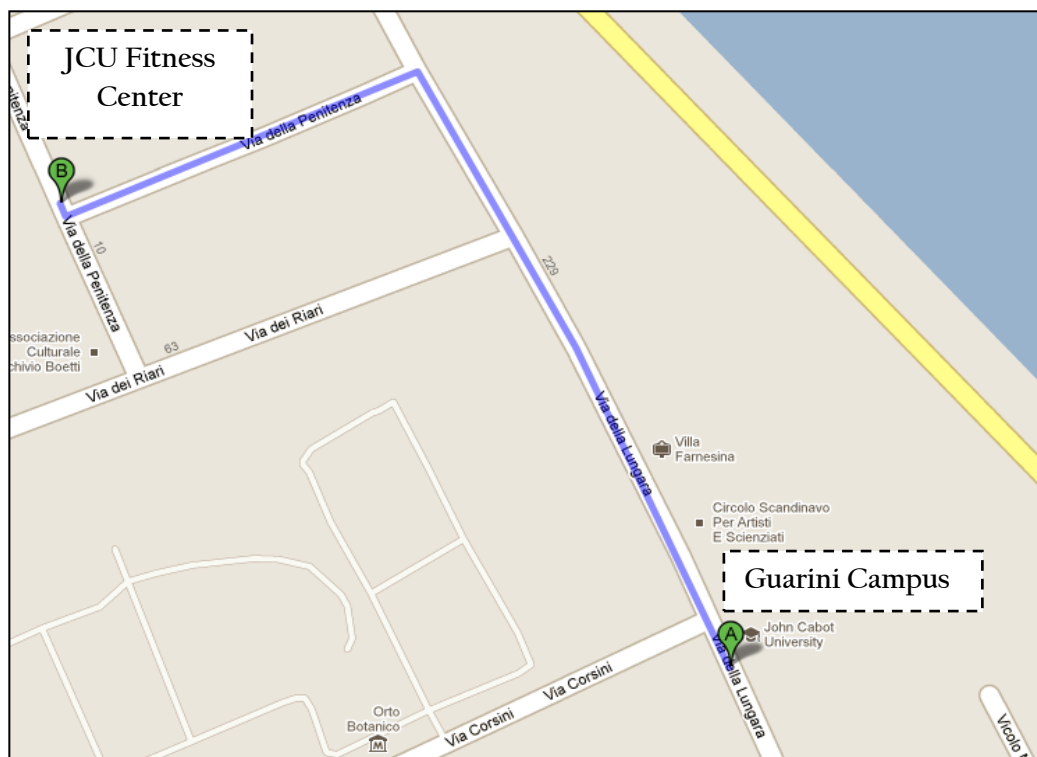 JCU Fitness
Center
enitenza
B
Via della Penitenza
Via della Penitenza
10
229
Via dei Riari
63
Via dei Riari
ssociazione
Culturale
chivio Boetti
Via della Lungara
Villa
Farnesina
Circolo Scandinavo
Per Artisti
E Scienziati
Guarini Campus
A
John Cabot
University
Via della Lungara
Via Corsini
Via Corsini
Orto
Botanico
Vicolo